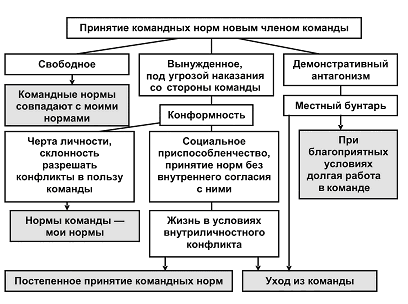 Принятие командных норм новым членом команды
Свободное
Вынужденное,
под угрозой наказания
со стороны команды
Демонстративный
антагонизм
Командные нормы
совпадают с моими
нормами
Конформность
Местный бунтарь
Черта личности,
склонность
разрешать
конфликты в пользу
команды
Социальное
приспособленчество,
принятие норм без
внутреннего согласия
с ними
При
благоприятных
условиях
долгая работа
в команде
Нормы команды —
мои нормы
Жизнь в условиях
внутриличностного
конфликта
Постепенное принятие командных норм
Уход из команды